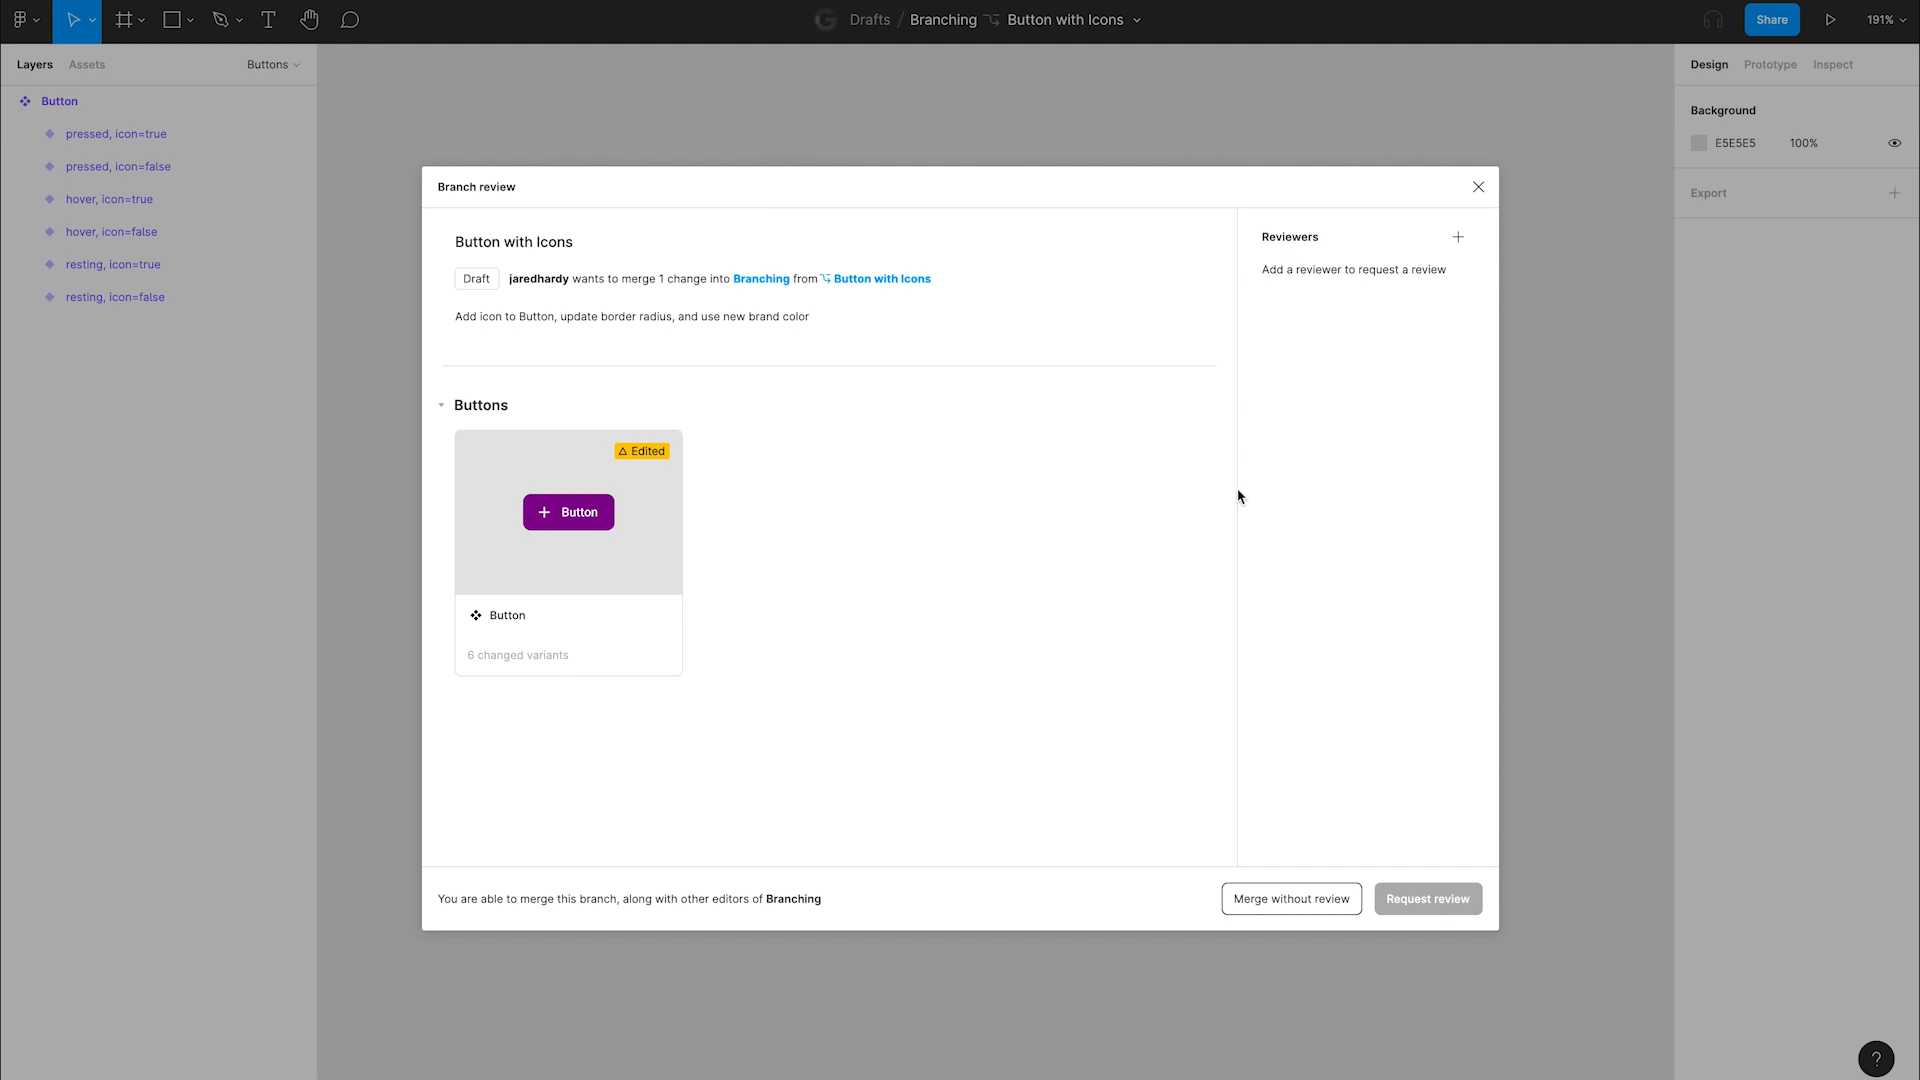 Drafts / Branching Button with Icons
Share
191%
Layers Assets Buttons
Button
pressed, icon=true
pressed, icon=false
hover, icon=true
hover, icon=false
resting, icon=true
resting, icon=false
Branch review
Button with Icons
Draft jaredhardy wants to merge 1 change into Branching from Button with Icons
Add icon to Button, update border radius, and use new brand color
Buttons
Edited
+ Button
Button
6 changed variants
Reviewers
Add a reviewer to request a review
You are able to merge this branch, along with other editors of Branching
Merge without review
Request review
Design Prototype Inspect
Background
E5E5E5 100%
Export
?